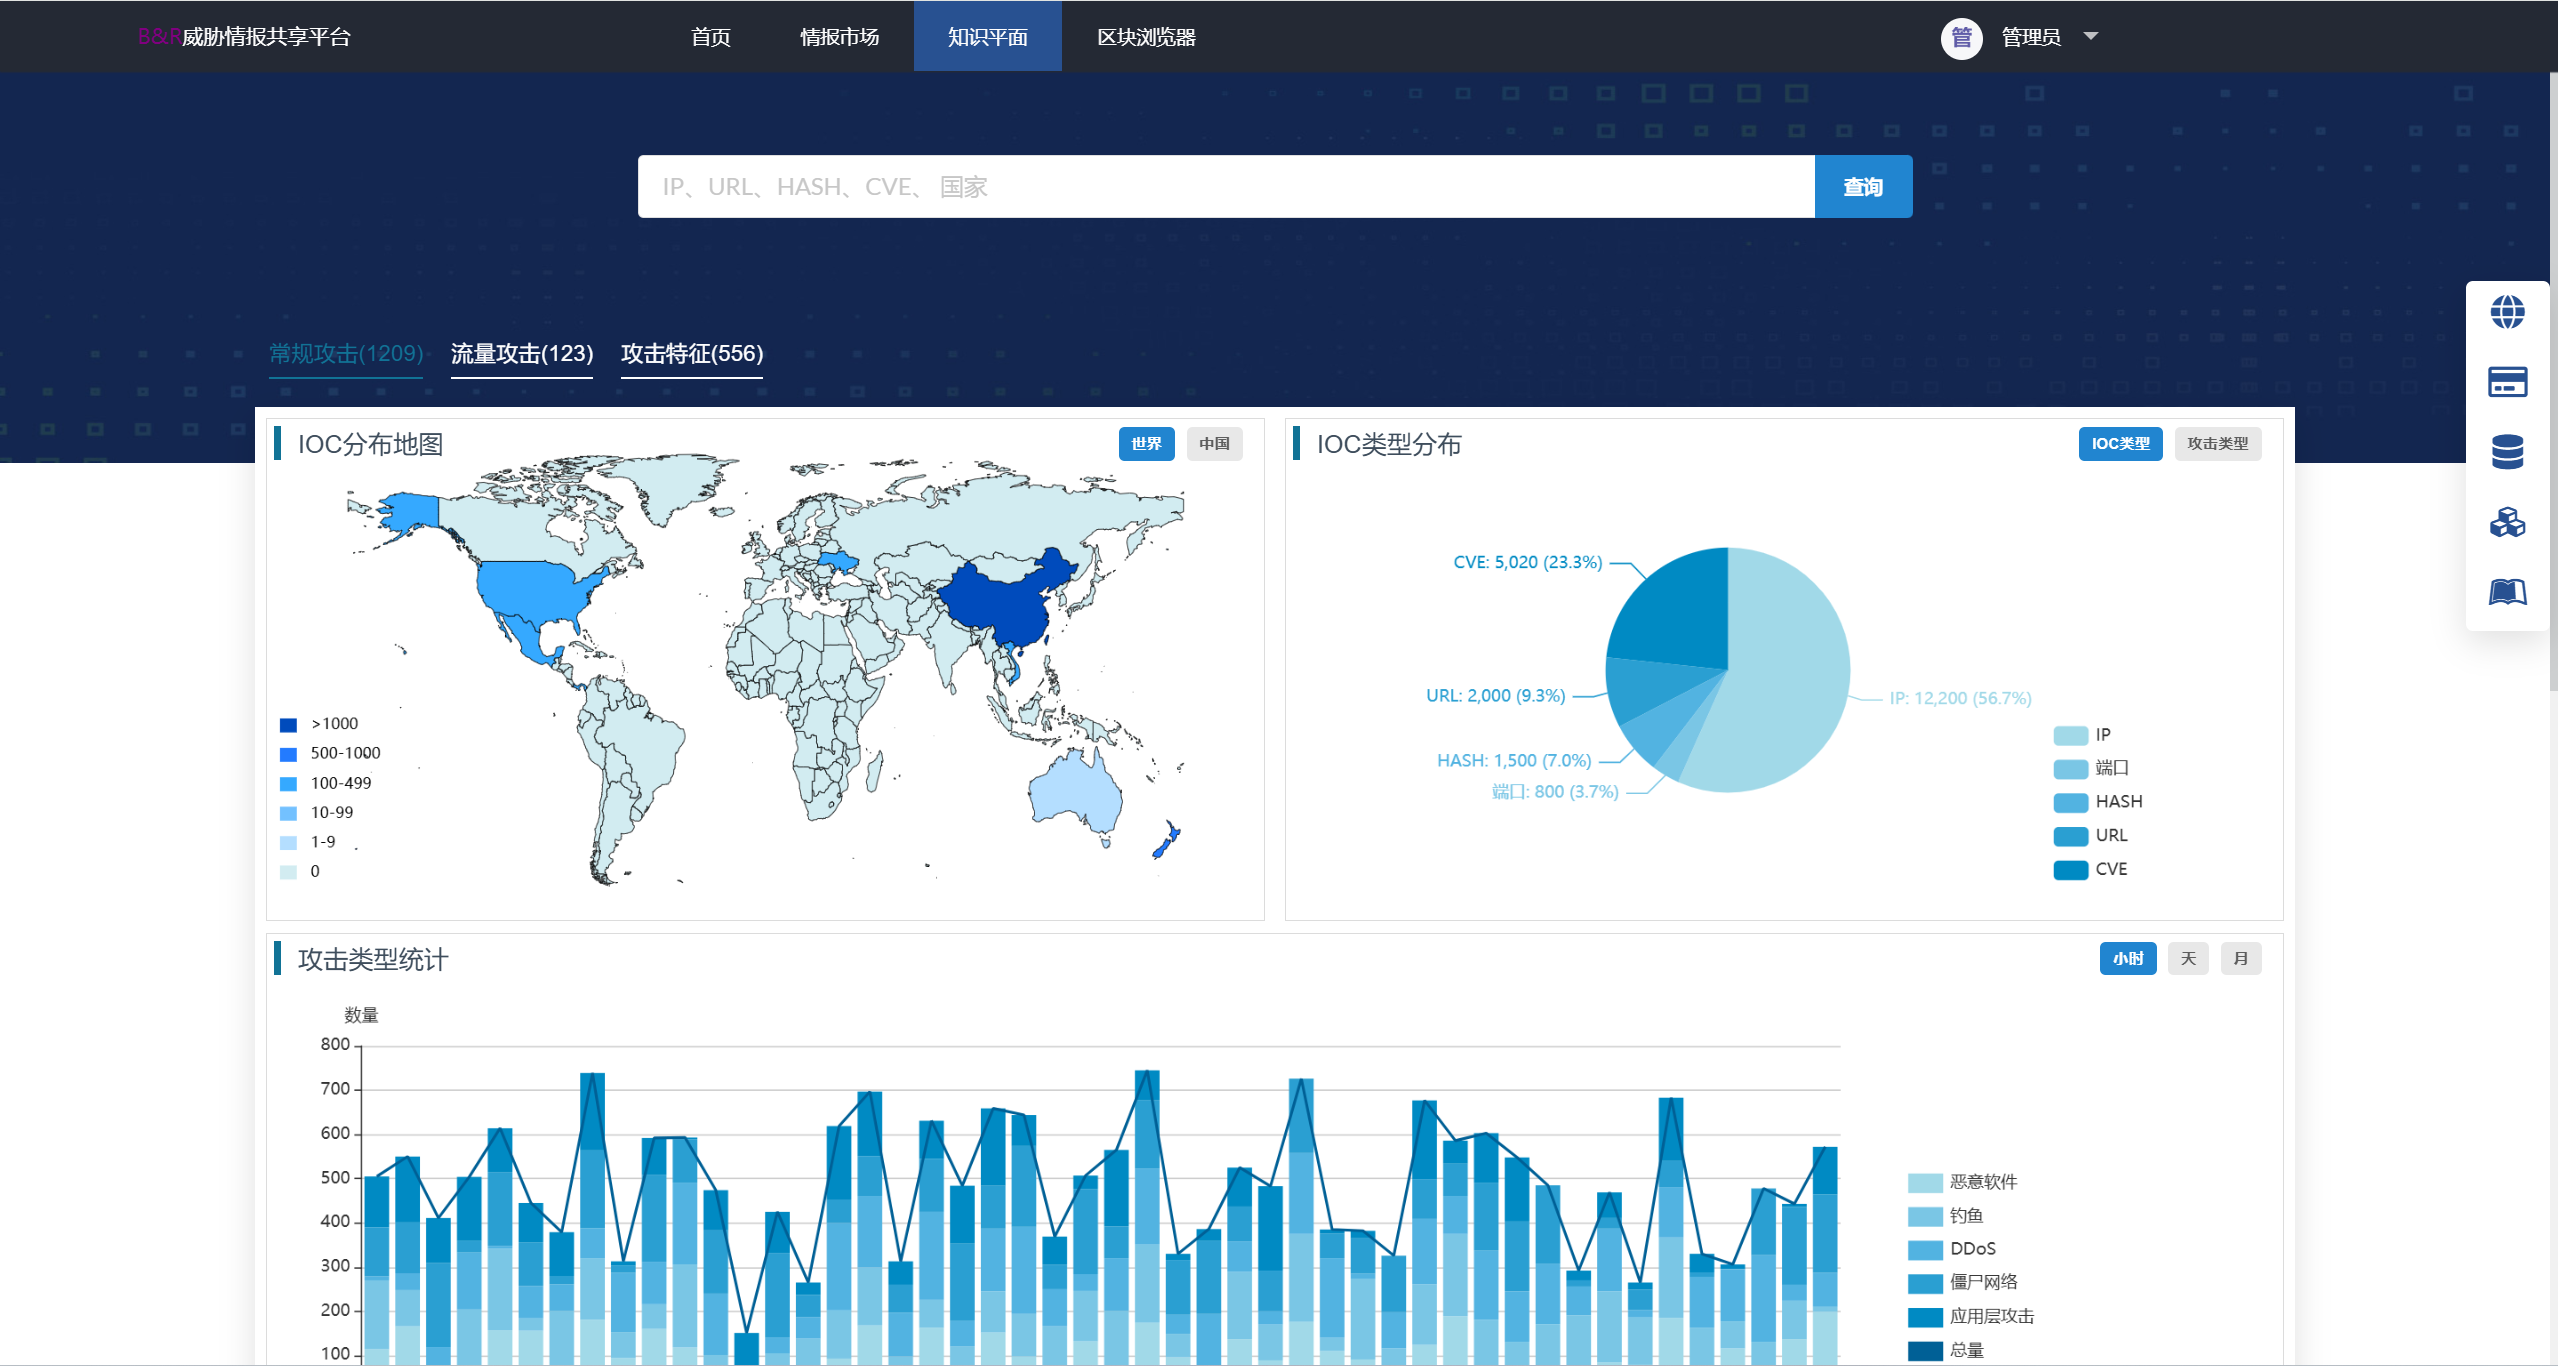 B&R威胁情报共享平台
首页
情报市场
知识平面
区块浏览器
管
管理员
IP、URL、HASH、CVE、 国家
查询
常规攻击(1209)
流量攻击(123)
攻击特征(556)
IOC分布地图
世界
中国
>1000
500-1000
100-499
10-99
1-9
0
IOC类型分布
IOC类型
攻击类型
CVE: 5,020 (23.3%)
URL: 2,000 (9.3%)
IP: 12,200 (56.7%)
HASH: 1,500 (7.0%)
端口: 800 (3.7%)
IP
端口
HASH
URL
CVE
攻击类型统计
小时
天
月
数量
800
700
600
500
400
300
200
100
恶意软件
钓鱼
DDoS
僵尸网络
应用层攻击
总量